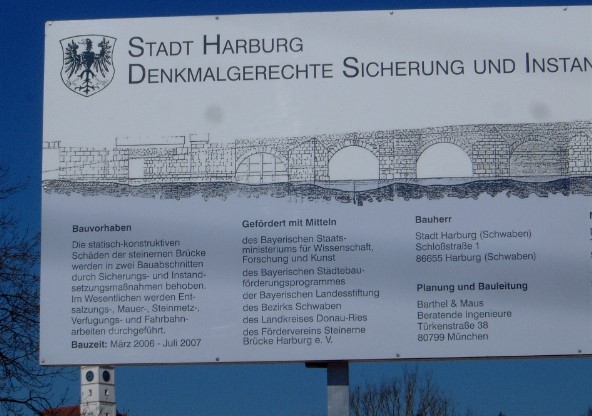 STADT HARBURG
DENKMALGERECHTE SICHERUNG UND INSTAN
Bauvorhaben
Die statisch-konstruktiven
Schäden der steinernen Brücke
werden in zwei Bauabschnitten
durch Sicherungs- und Instand-
setzungsmaßnahmen behoben.
Im Wesentlichen werden Ent-
salzungs-, Mauer-, Steinmetz-,
Verfugungs- und Fahrbahn-
arbeiten durchgeführt.
Bauzeit: März 2006 - Juli 2007
Gefördert mit Mitteln
des Bayerischen Staats-
ministeriums für Wissenschaft,
Forschung und Kunst
des Bayerischen Städtebau-
förderungsprogrammes
der Bayerischen Landesstiftung
des Bezirks Schwaben
des Landkreises Donau-Ries
des Fördervereins Steinerne
Brücke Harburg e. V.
Bauherr
Stadt Harburg (Schwaben)
Schloßstraße 1
86655 Harburg (Schwaben)
Planung und Bauleitung
Barthel & Maus
Beratende Ingenieure
Türkenstraße 38
80799 München